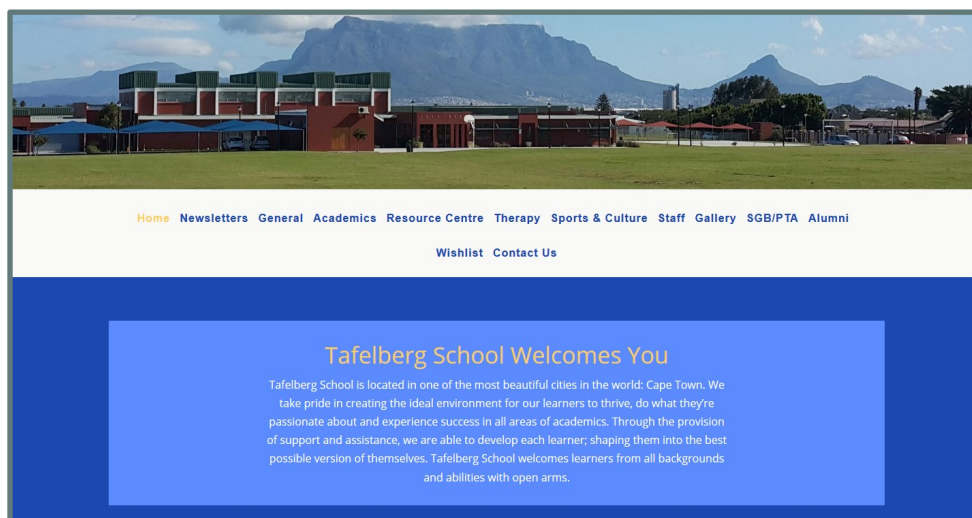 Home Newsletters General Academics Resource Centre Therapy Sports & Culture Staff Gallery SGB/PTA Alumni
Wishlist Contact Us
Tafelberg School Welcomes You
Tafelberg School is located in one of the most beautiful cities in the world: Cape Town. We
take pride in creating the ideal environment for our learners to thrive, do what they’re
passionate about and experience success in all areas of academics. Through the provision
of support and assistance, we are able to develop each learner; shaping them into the best
possible version of themselves. Tafelberg School welcomes learners from all backgrounds
and abilities with open arms.